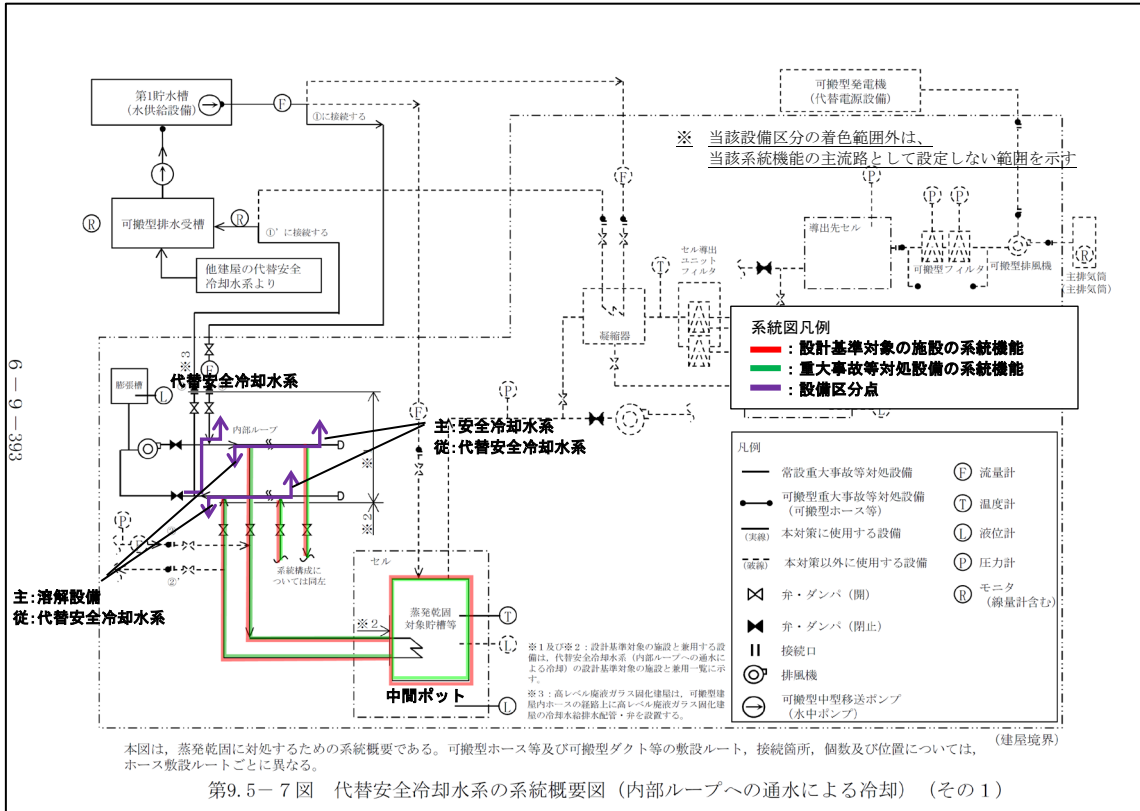 第1貯水槽
(水供給設備)
F
①に接続する
可搬型発電機
(代替電源設備)
※ 当該設備区分の着色範囲外は、
当該系統機能の主流路として設定しない範囲を示す
F
P
P
P
R
可搬型排水受槽
R
①’に接続する
導出先セル
セル導出
ユニット
フィルタ
T
可搬型フィルタ
可搬型排風機
R
主排気筒
(主排気筒)
他建屋の代替安全
冷却水系より
凝縮器
系統図凡例
:設計基準対象の施設の系統機能
:重大事故等対処設備の系統機能
:設備区分点
※3
F
代替安全冷却水系
膨張槽
L
P
F
内部ループ
主:安全冷却水系
従:代替安全冷却水系
※1
※2
P
F
②’
系統構成に
ついては同左
主:溶解設備
従:代替安全冷却水系
セル
蒸発乾固
対象貯槽等
T
L
※2
中間ポット
L
※1及び※2:設計基準対象の施設と兼用する設
備は、代替安全冷却水系(内部ループへの通水に
よる冷却)の設計基準対象の施設と兼用一覧に示
す。
※3:高レベル廃液ガラス固化建屋は、可搬型建
屋内ホースの経路上に高レベル廃液ガラス固化建
屋の冷却水給排水配管・弁を設置する。
凡例
常設重大事故等対処設備
可搬型重大事故等対処設備
(可搬型ホース等)
(実線)
本対策に使用する設備
(破線)
本対策以外に使用する設備
弁・ダンパ(開)
弁・ダンパ(閉止)
接続口
排風機
可搬型中型移送ポンプ
(水中ポンプ)
F 流量計
T 温度計
L 液位計
P 圧力計
R モニタ
(線量計含む)
(建屋境界)
本図は，蒸発乾固に対処するための系統概要である。可搬型ホース等及び可搬型ダクト等の敷設ルート，接続箇所，個数及び位置については，
ホース敷設ルートごとに異なる。
第9.5－7図　代替安全冷却水系の系統概要図（内部ループへの通水による冷却）（その1）
6－9－393